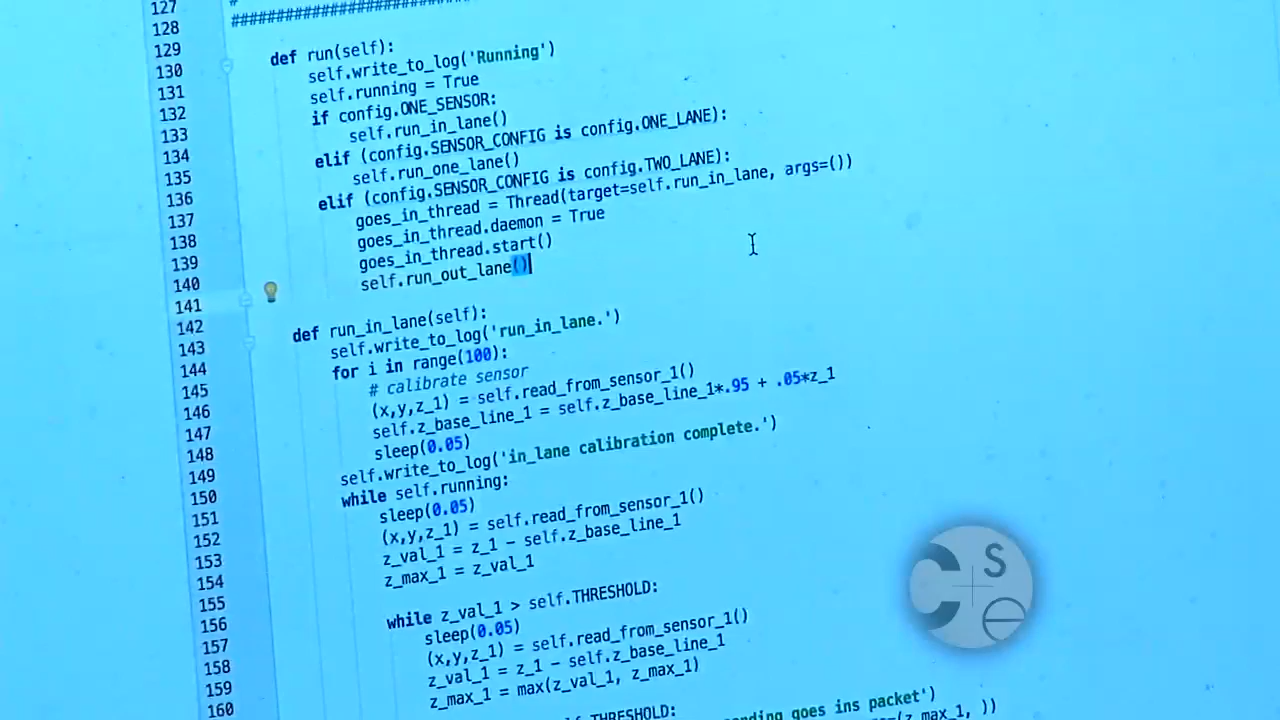 127 #
128 ##########################
129
130 def run(self):
131 self.write_to_log('Running')
132 self.running = True
133 if config.ONE_SENSOR:
134 self.run_in_lane()
135 elif (config.SENSOR_CONFIG is config.ONE_LANE):
136 self.run_one_lane()
137 elif (config.SENSOR_CONFIG is config.TWO_LANE):
138 goes_in_thread = Thread(target=self.run_in_lane, args=())
139 goes_in_thread.daemon = True
140 goes_in_thread.start()
141 self.run_out_lane()
142
143 def run_in_lane(self):
144 self.write_to_log('run_in_lane.')
145 for i in range(100):
146 # calibrate sensor
147 (x,y,z_1) = self.read_from_sensor_1()
148 self.z_base_line_1 = self.z_base_line_1*.95 + .05*z_1
149 sleep(0.05)
150 self.write_to_log('in_lane calibration complete.')
151 while self.running:
152 sleep(0.05)
153 (x,y,z_1) = self.read_from_sensor_1()
154 z_val_1 = z_1 - self.z_base_line_1
155 z_max_1 = z_val_1
156
157 while z_val_1 > self.THRESHOLD:
158 sleep(0.05)
159 (x,y,z_1) = self.read_from_sensor_1()
160 z_val_1 = z_1 - self.z_base_line_1
z_max_1 = max(z_val_1, z_max_1)
THRESHOLD:
goes ins packet')
(z_max_1, ))
C S e